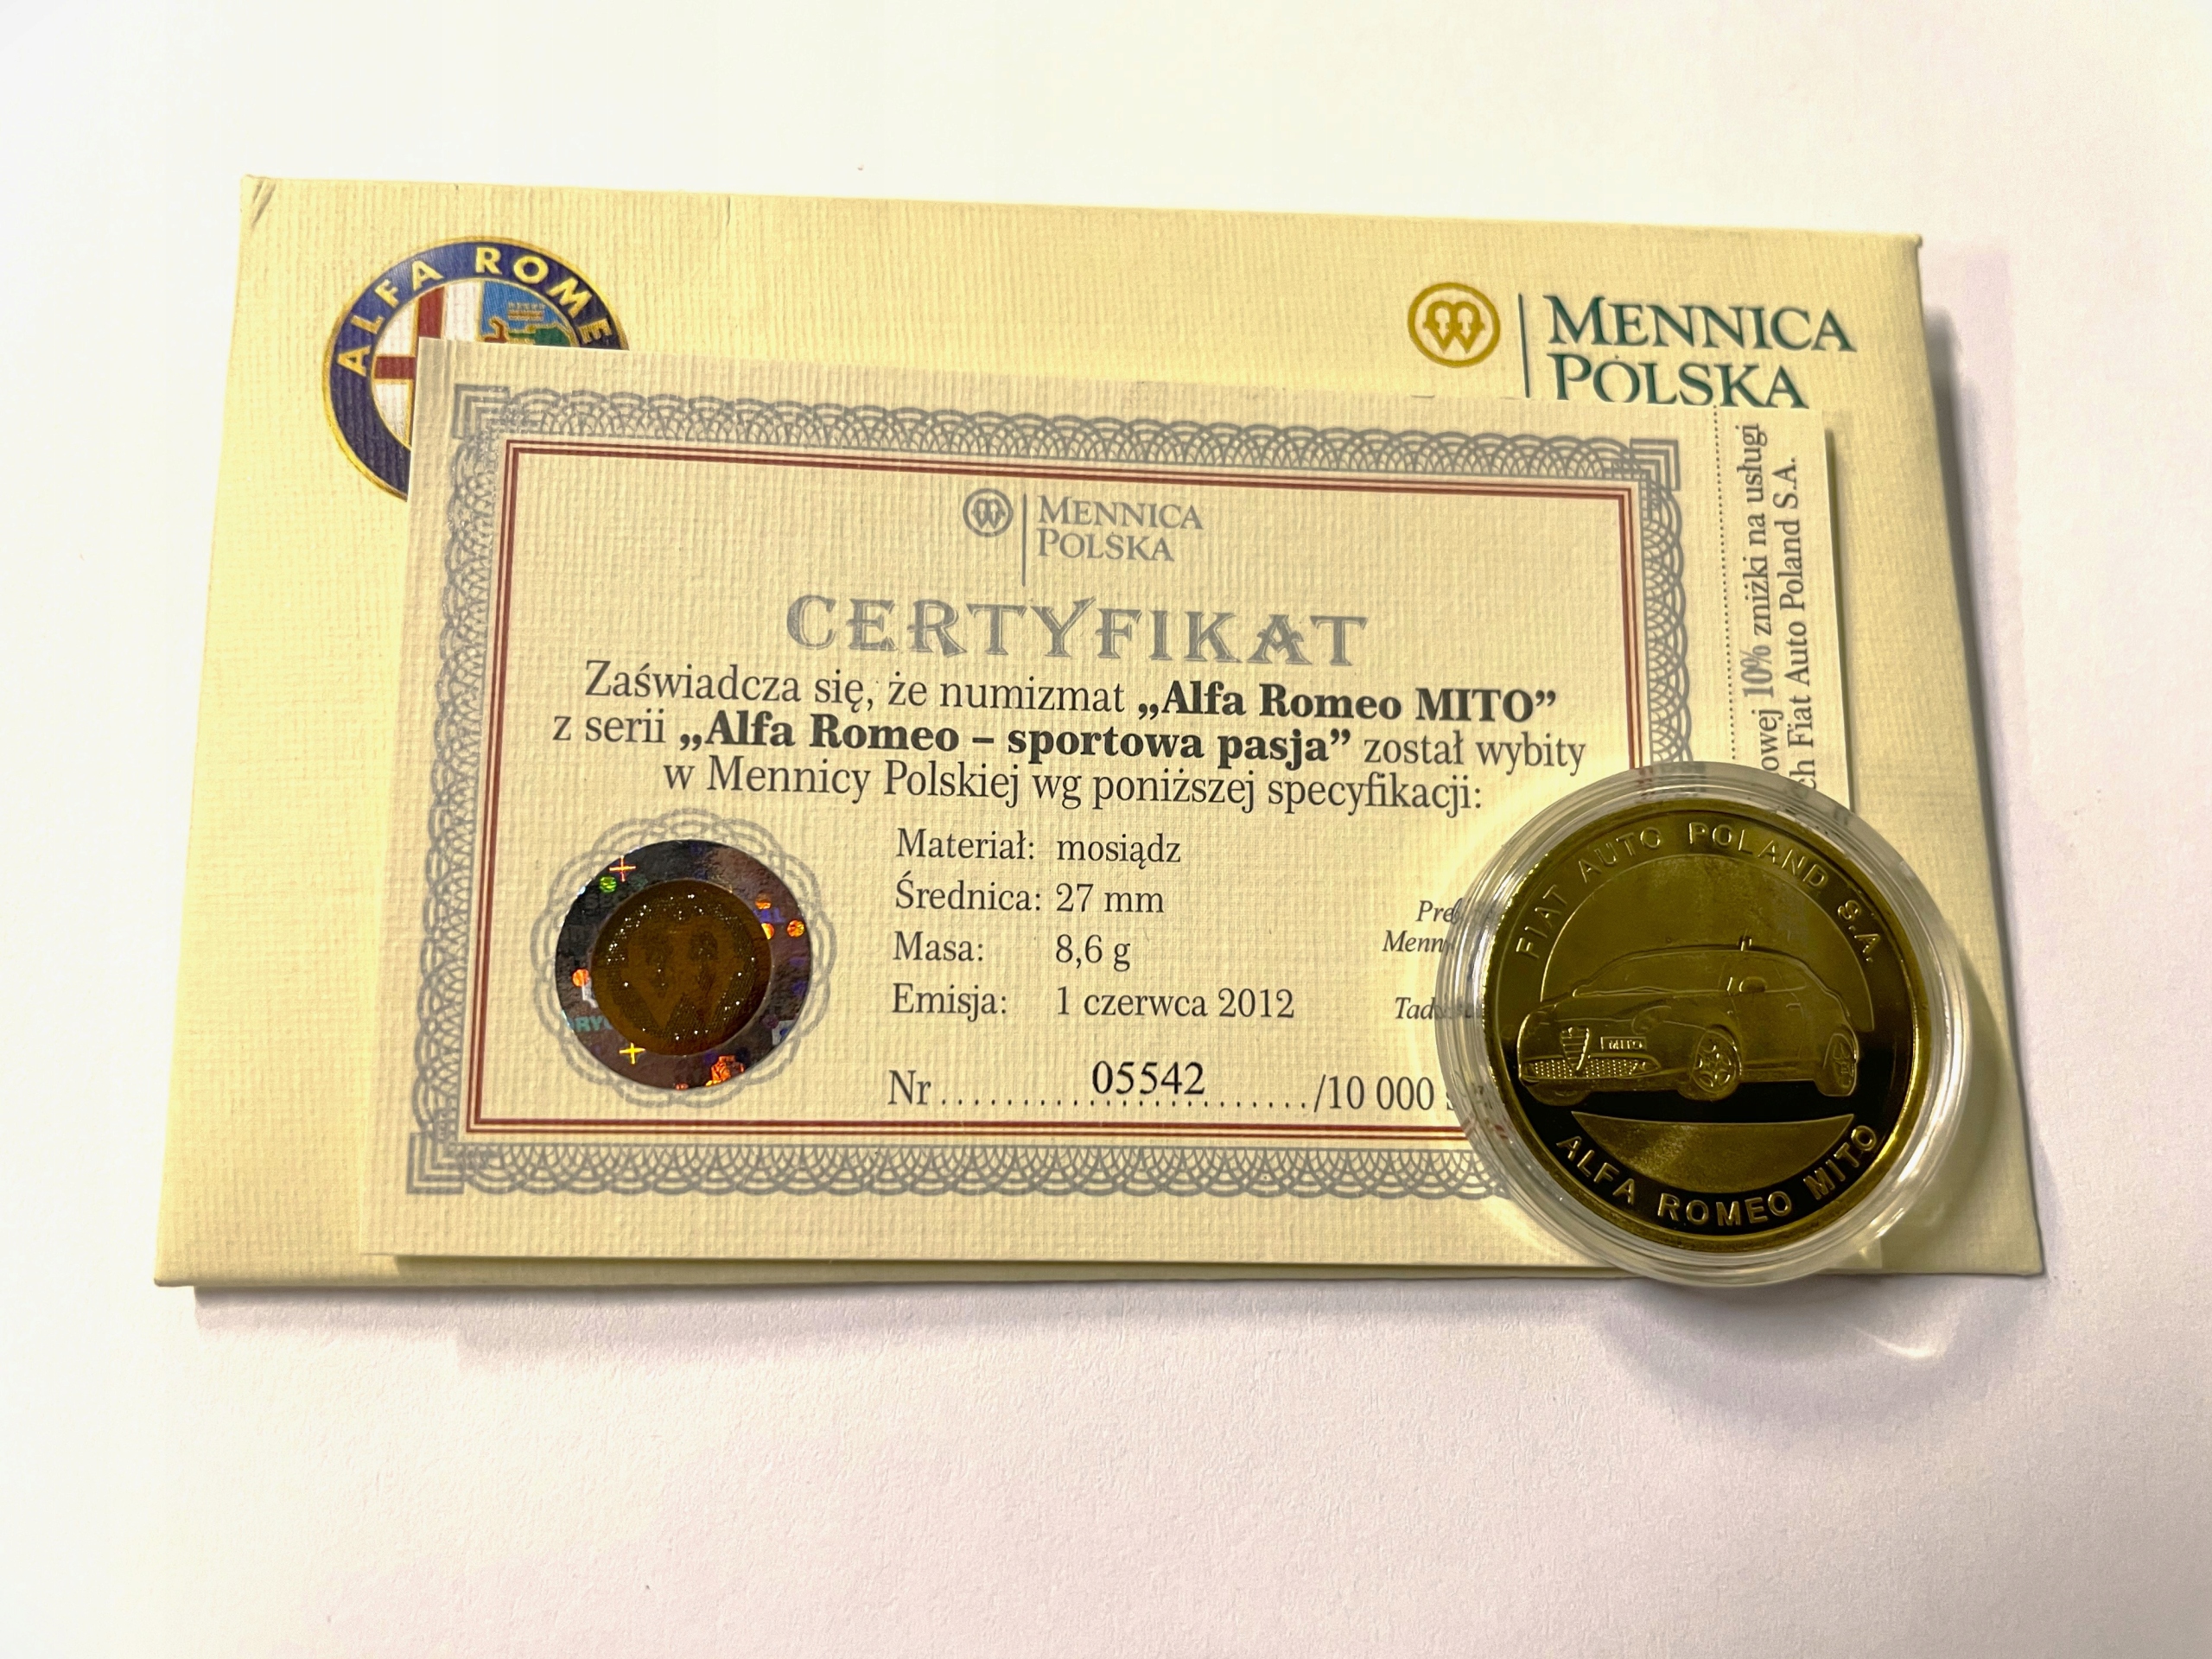 ALFA ROME
MENNICA
POLSKA
MENNICA
POLSKA
CERTYFIKAT
Zaświadcza się, że numizmat „Alfa Romeo MITO”
z serii „Alfa Romeo – sportowa pasja” został wybity
w Mennicy Polskiej wg poniższej specyfikacji:
Materiał: mosiądz
Średnica: 27 mm
Masa: 8,6 g
Emisja: 1 czerwca 2012
Nr 05542 /10 000
10% zniżki na usługi
Fiat Auto Poland S.A.
FIAT AUTO POLAND S.A.
MITO
ALFA ROMEO MITO